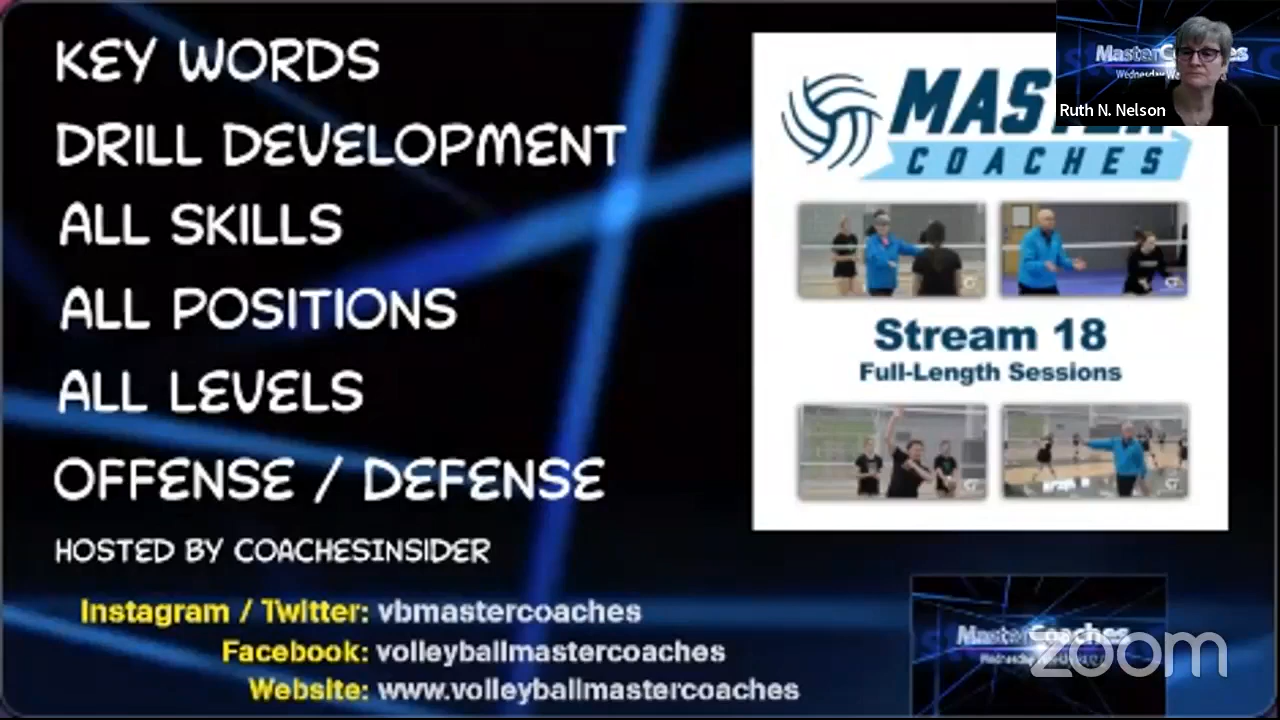 KEY WORDS
DRILL DEVELOPMENT
ALL SKILLS
ALL POSITIONS
ALL LEVELS
OFFENSE / DEFENSE
HOSTED BY COACHESINSIDER
Instagram / Twitter: vbmastercoaches
Facebook: volleyballmastercoaches
Website: www.volleyballmastercoaches
MASTER
COACHES
Stream 18
Full-Length Sessions
Ruth N. Nelson
MasterCoaches
zoom